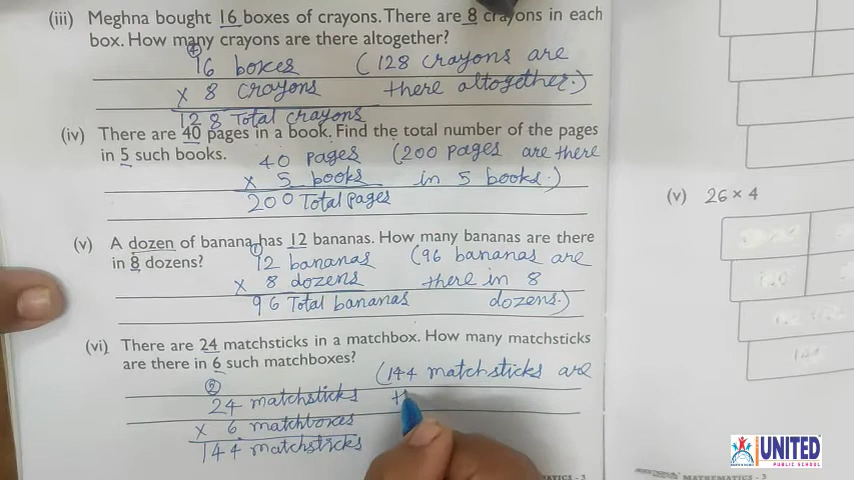 (iii) Meghna bought 16 boxes of crayons. There are 8 crayons in each
box. How many crayons are there altogether?
④
16 boxes (128 crayons are
× 8 crayons there altogether.)
128 Total crayons
(iv) There are 40 pages in a book. Find the total number of the pages
in 5 such books.
40 pages (200 pages are there
× 5 books in 5 books.)
200 Total pages
(v) A dozen of banana has 12 bananas. How many bananas are there
in 8 dozens?
①
12 bananas (96 bananas are
× 8 dozens there in 8
96 Total bananas dozens.)
(vi) There are 24 matchsticks in a matchbox. How many matchsticks
are there in 6 such matchboxes?
(144 matchsticks are
②
24 matchsticks
× 6 matchboxes
144 matchsticks
(v) 26 × 4
MATHEMATICS - 3
UNITED
PUBLIC SCHOOL